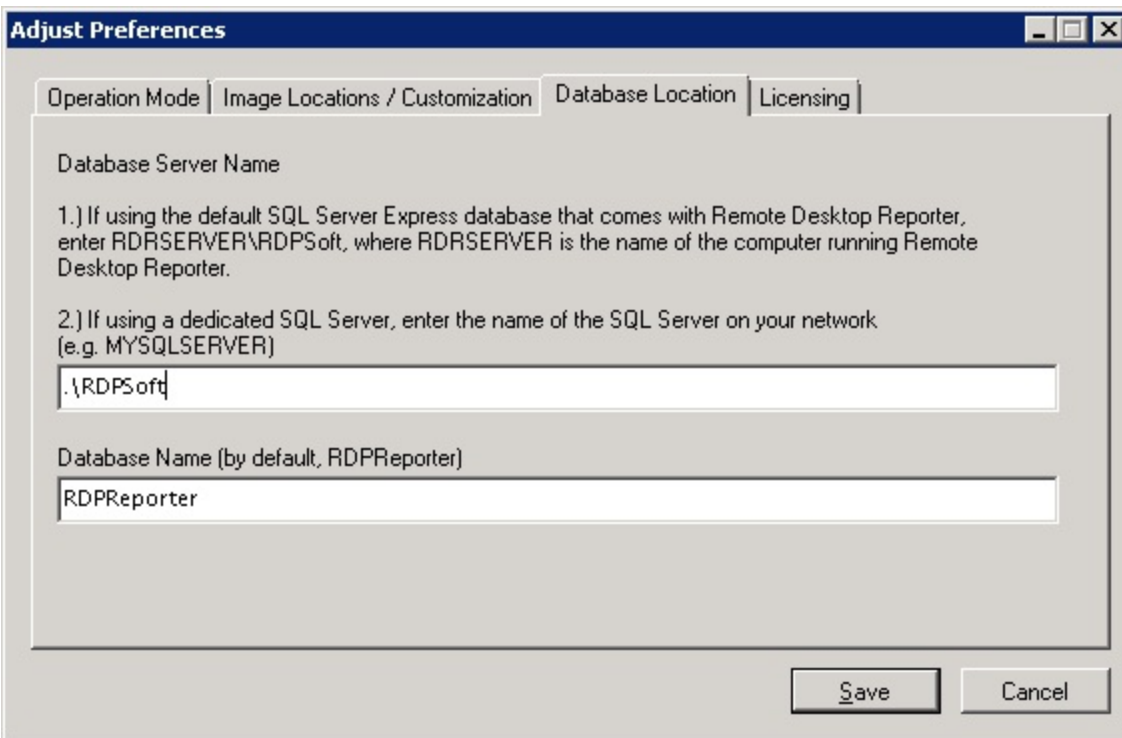 Adjust Preferences
Operation Mode
Image Locations / Customization
Database Location
Licensing
Database Server Name
1.) If using the default SQL Server Express database that comes with Remote Desktop Reporter,
enter RDRSERVER\RDPSoft, where RDRSERVER is the name of the computer running Remote
Desktop Reporter.
2.) If using a dedicated SQL Server, enter the name of the SQL Server on your network
(e.g. MYSQLSERVER)
.\RDPSoft
Database Name (by default, RDPReporter)
RDPReporter
Save
Cancel